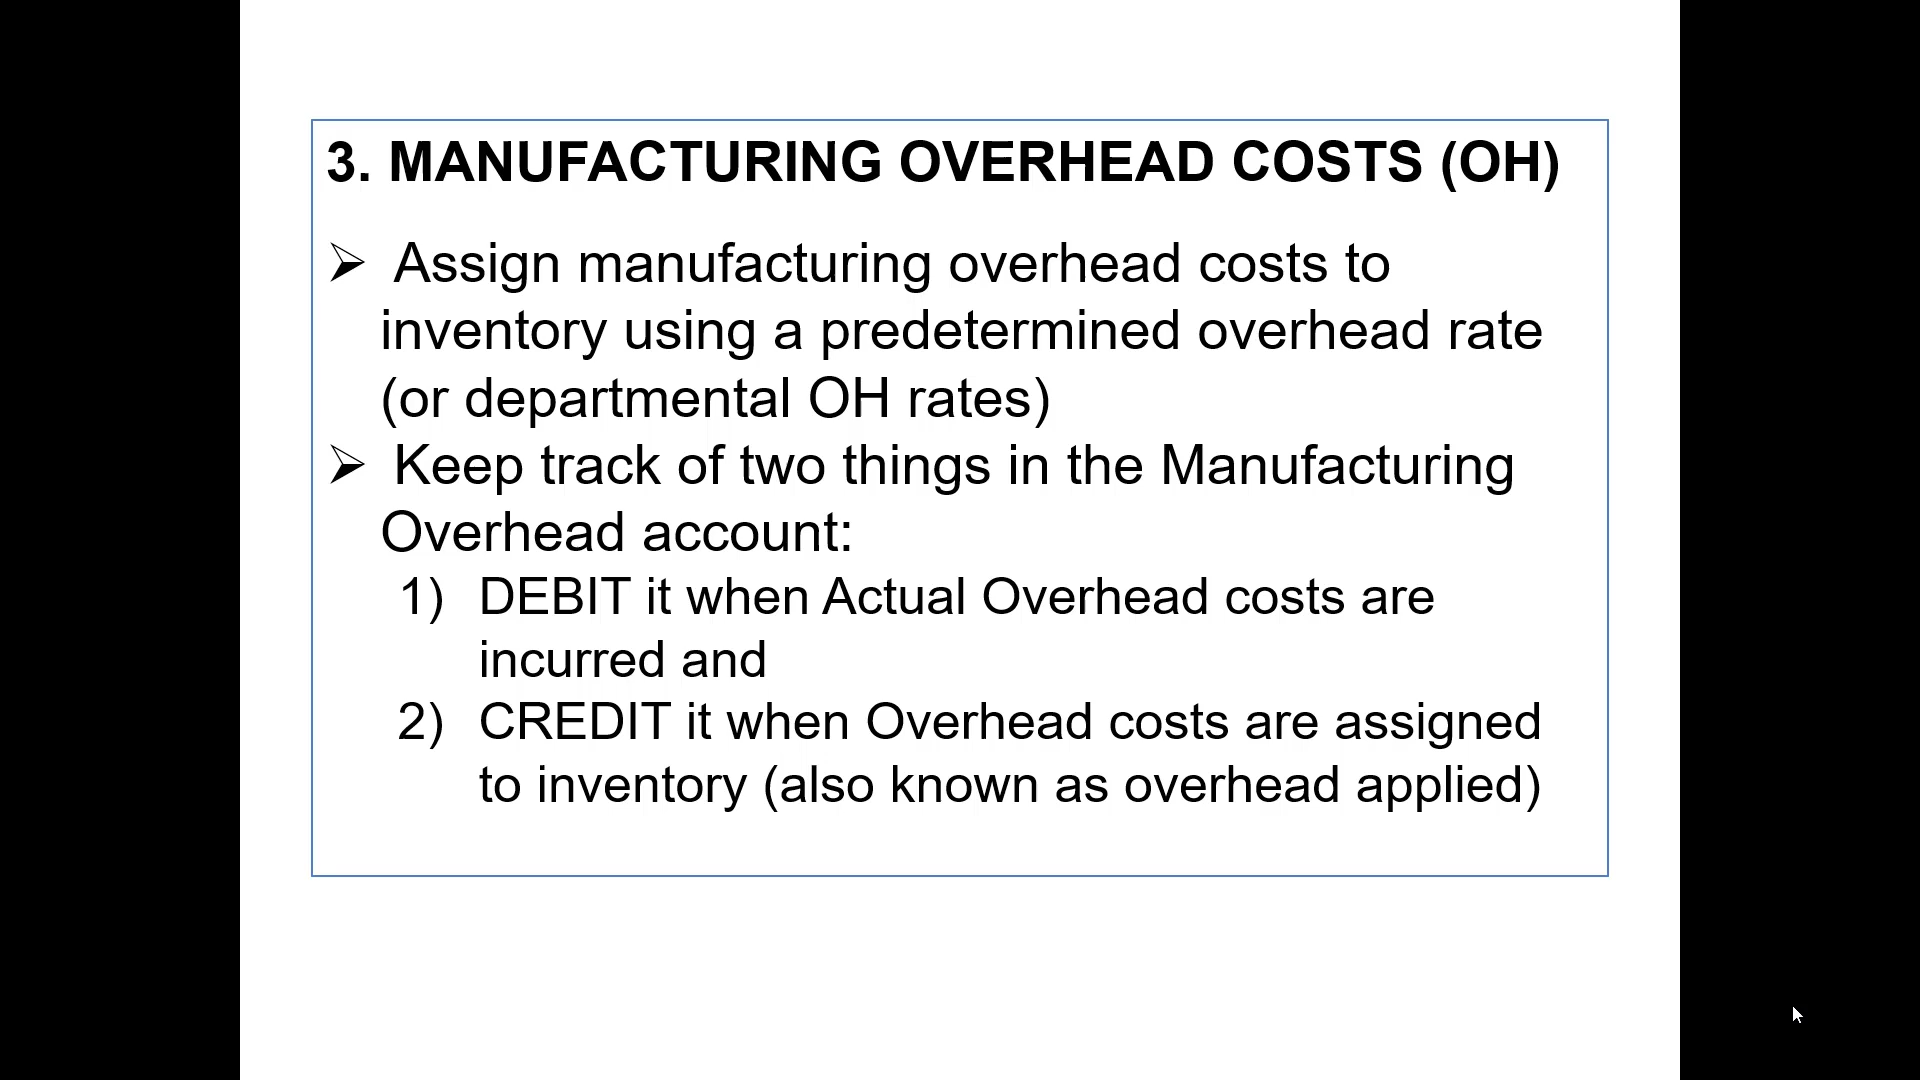 3. MANUFACTURING OVERHEAD COSTS (OH)
➢ Assign manufacturing overhead costs to
inventory using a predetermined overhead rate
(or departmental OH rates)
➢ Keep track of two things in the Manufacturing
Overhead account:
1) DEBIT it when Actual Overhead costs are
incurred and
2) CREDIT it when Overhead costs are assigned
to inventory (also known as overhead applied)